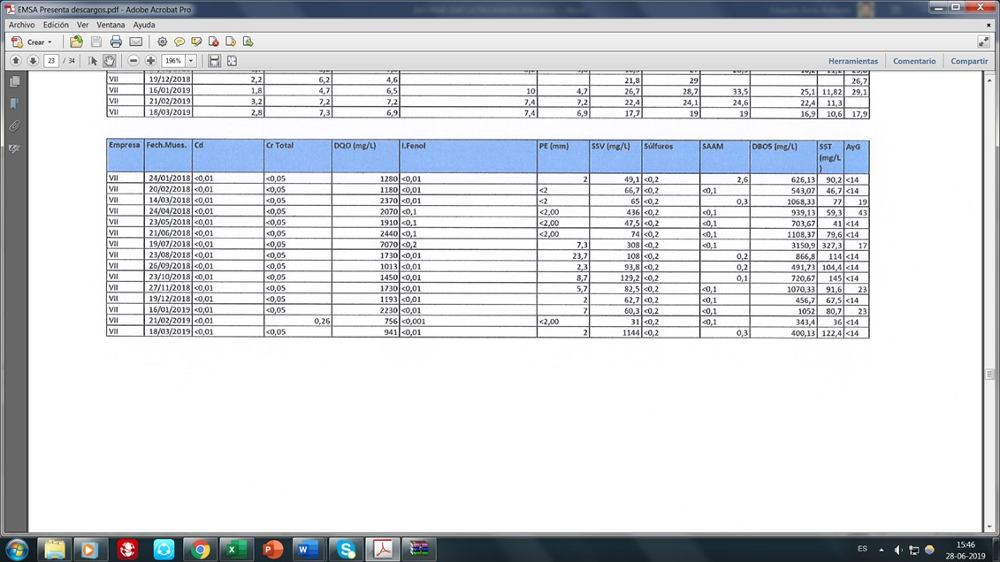 EMSA Presenta descargos.pdf - Adobe Acrobat Pro
Archivo Edición Ver Ventana Ayuda
Crear
23 / 34 196% Herramientas Comentario Compartir
VII 19/12/2018 2,2 6,2 4,6 21,8 29 26,7
VII 16/01/2019 1,8 4,7 6,5 10 4,7 26,7 28,7 33,5 25,1 11,82 29,1
VII 21/02/2019 3,2 7,2 7,2 7,4 7,2 22,4 24,1 24,6 22,4 11,3
VII 18/03/2019 2,8 7,3 6,9 7,4 6,9 17,7 19 19 16,9 10,6 17,9
Empresa Fech.Mues. Cd Cr Total DQO (mg/L) I.Fenol PE (mm) SSV (mg/L) Súlfuros SAAM DBO5 (mg/L) SST (mg/L) AyG
VII 24/01/2018 <0,01 <0,05 1280 <0,01 2 49,1 <0,2 2,6 626,13 90,2 <14
VII 20/02/2018 <0,01 <0,05 1180 <0,01 <2 66,7 <0,2 <0,1 543,07 46,7 <14
VII 14/03/2018 <0,01 <0,05 2370 <0,01 <2 65 <0,2 0,3 1068,33 77 19
VII 24/04/2018 <0,01 <0,05 2070 <0,1 <2,00 436 <0,2 <0,1 939,13 59,3 43
VII 23/05/2018 <0,01 <0,05 1910 <0,1 <2,00 47,5 <0,2 <0,1 703,67 41 <14
VII 21/06/2018 <0,01 <0,05 2440 <0,1 <2,00 74 <0,2 <0,1 1108,37 79,6 <14
VII 19/07/2018 <0,01 <0,05 7070 <0,2 7,3 308 <0,2 <0,1 3150,9 327,3 17
VII 23/08/2018 <0,01 <0,05 1730 <0,01 23,7 108 <0,2 0,2 866,8 114 <14
VII 26/09/2018 <0,01 <0,05 1013 <0,01 2,3 93,8 <0,2 0,2 491,73 104,4 <14
VII 23/10/2018 <0,01 <0,05 1450 <0,01 8,7 129,2 <0,2 0,1 720,67 145 <14
VII 27/11/2018 <0,01 <0,05 1730 <0,01 5,7 82,5 <0,2 <0,1 1070,33 91,6 23
VII 19/12/2018 <0,01 <0,05 1193 <0,01 2 62,7 <0,2 <0,1 456,7 67,5 <14
VII 16/01/2019 <0,01 <0,05 2230 <0,01 7 60,3 <0,2 <0,1 1052 80,7 23
VII 21/02/2019 <0,01 0,26 756 <0,001 <2,00 31 <0,2 <0,1 343,4 36 <14
VII 18/03/2019 <0,01 <0,05 941 <0,01 2 1144 <0,2 0,3 400,13 122,4 <14
ES 15:46
28-06-2019